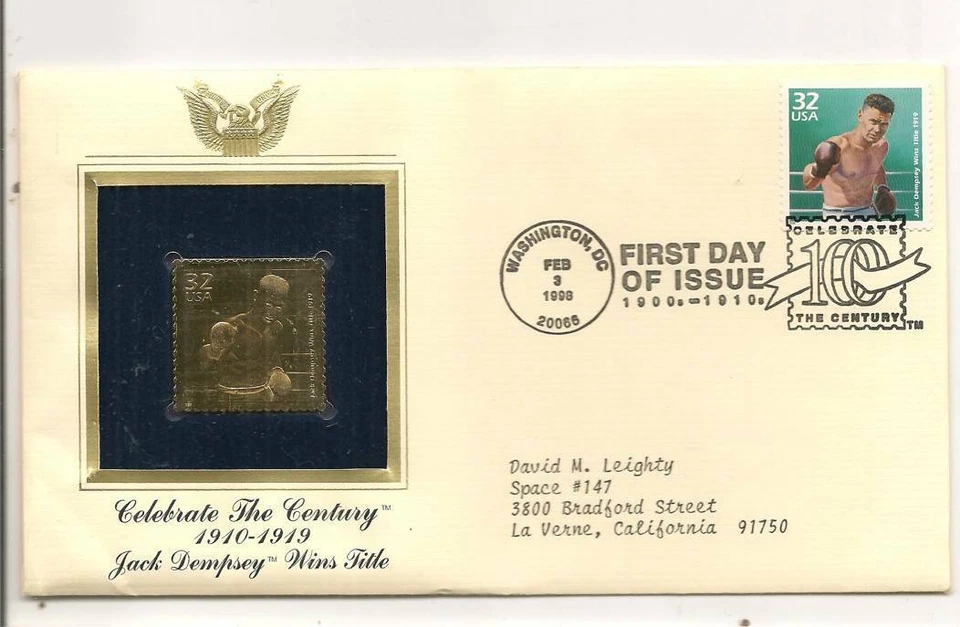 32
USA
Jack Dempsey Wins Title 1919
CELEBRATE
100
THE CENTURY™
WASHINGTON, DC
FEB
3
1998
20066
FIRST DAY
OF ISSUE
1900s-1910s
32
USA
Jack Dempsey Wins Title 1919
David M. Leighty
Space #147
3800 Bradford Street
La Verne, California 91750
Celebrate The Century™
1910-1919
Jack Dempsey™ Wins Title